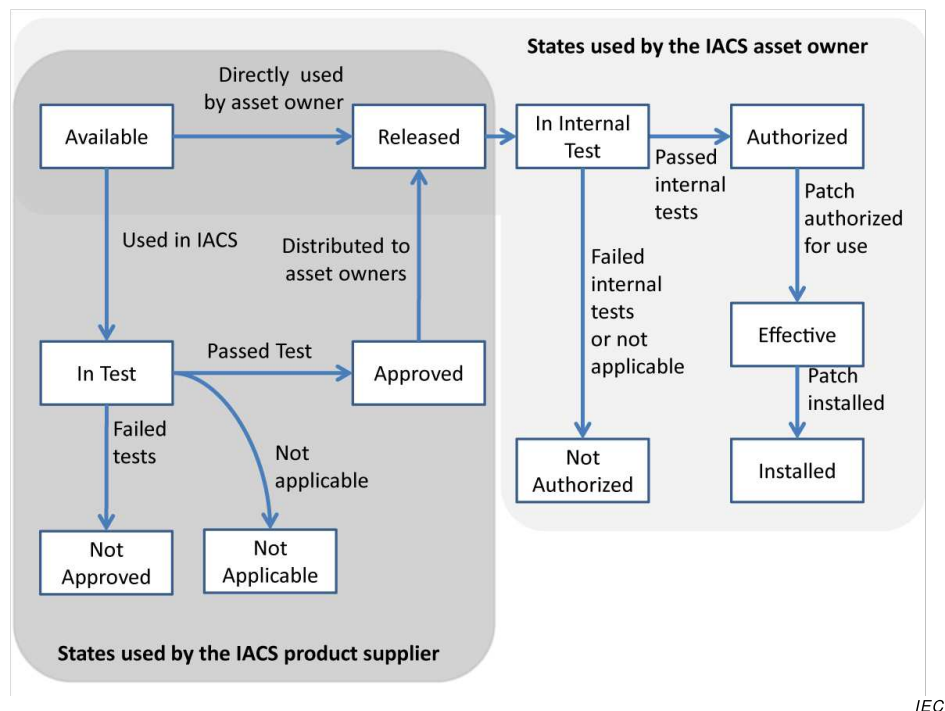 States used by the IACS asset owner
Directly used
by asset owner
Available
Released
In Internal
Test
Passed
internal
tests
Authorized
Used in IACS
Distributed to
asset owners
Failed
internal
tests
or not
applicable
Patch
authorized
for use
In Test
Passed Test
Approved
Effective
Patch
installed
Failed
tests
Not
applicable
Not
Authorized
Installed
Not
Approved
Not
Applicable
States used by the IACS product supplier
IEC